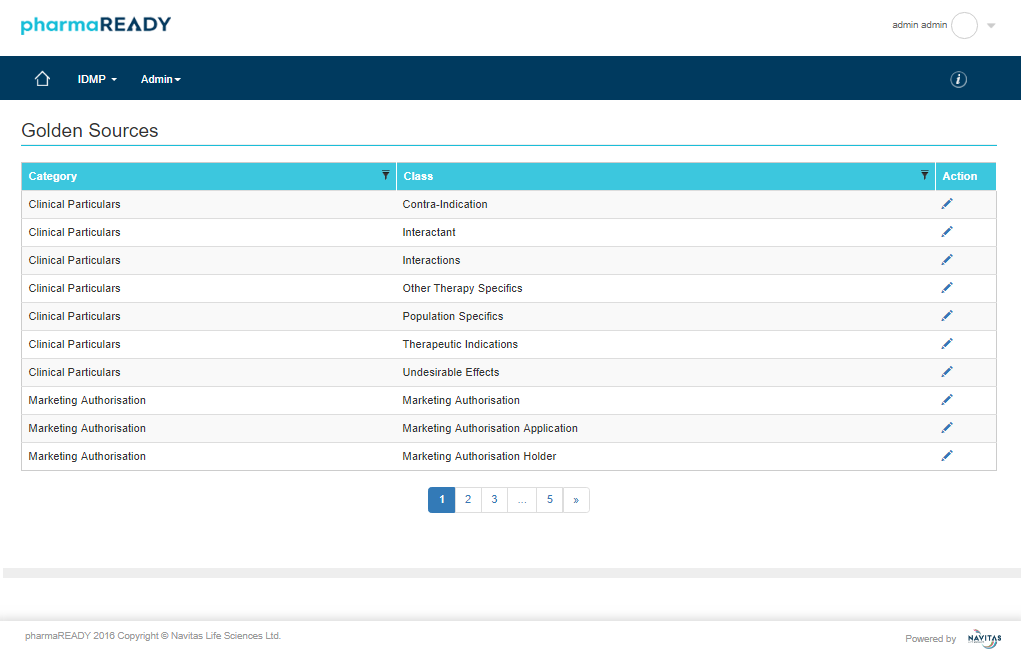 pharmaREADY
admin admin
IDMP Admin
Golden Sources
Category Class Action
Clinical Particulars Contra-Indication
Clinical Particulars Interactant
Clinical Particulars Interactions
Clinical Particulars Other Therapy Specifics
Clinical Particulars Population Specifics
Clinical Particulars Therapeutic Indications
Clinical Particulars Undesirable Effects
Marketing Authorisation Marketing Authorisation
Marketing Authorisation Marketing Authorisation Application
Marketing Authorisation Marketing Authorisation Holder
1 2 3 ... 5 »
pharmaREADY 2016 Copyright © Navitas Life Sciences Ltd.
Powered by NAVITAS